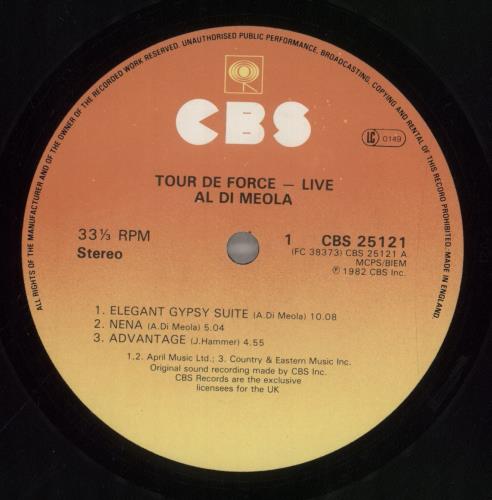 ALL RIGHTS OF THE MANUFACTURER AND OF THE OWNER OF THE RECORDED WORK RESERVED. UNAUTHORISED PUBLIC PERFORMANCE, BROADCASTING, COPYING AND RENTAL OF THIS RECORD PROHIBITED. MADE IN ENGLAND.
CBS
LC 0149
TOUR DE FORCE – LIVE
AL DI MEOLA
33⅓ RPM
Stereo
1 CBS 25121
(FC 38373) CBS 25121 A
MCPS/BIEM
℗ 1982 CBS Inc.
1. ELEGANT GYPSY SUITE (A.Di Meola) 10.08
2. NENA (A.Di Meola) 5.04
3. ADVANTAGE (J.Hammer) 4.55
1.2. April Music Ltd.; 3. Country & Eastern Music Inc.
Original sound recording made by CBS Inc.
CBS Records are the exclusive
licensees for the UK